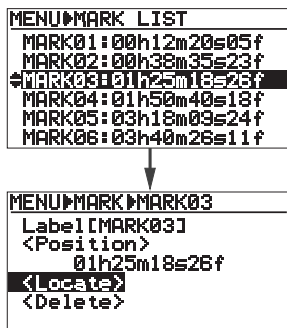 MENU▶MARK LIST
MARK01:00h12m20s05f
MARK02:00h38m35s23f
MARK03:01h25m18s26f
MARK04:01h50m40s18f
MARK05:03h18m09s24f
MARK06:03h40m26s11f
MENU▶MARK▶MARK03
Label[MARK03]
<Position>
01h25m18s26f
<Locate>
<Delete>